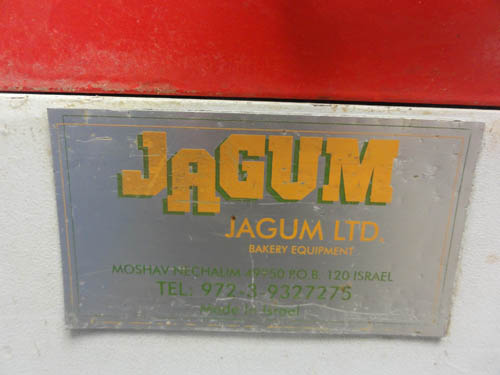 JAGUM
JAGUM LTD.
BAKERY EQUIPMENT
MOSHAV NECHALIM 49950 P.O.B. 120 ISRAEL
TEL: 972-3-9327275
Made in Israel